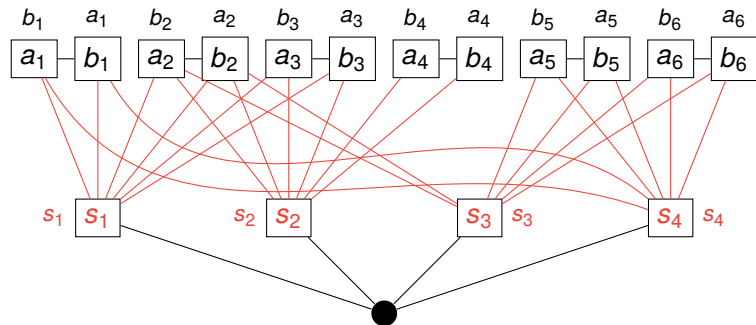 b₁ a₁ b₂ a₂ b₃ a₃ b₄ a₄ b₅ a₅ b₆ a₆
a₁ b₁ a₂ b₂ a₃ b₃ a₄ b₄ a₅ b₅ a₆ b₆
s₁ s₁ s₂ s₂ s₃ s₃ s₄ s₄